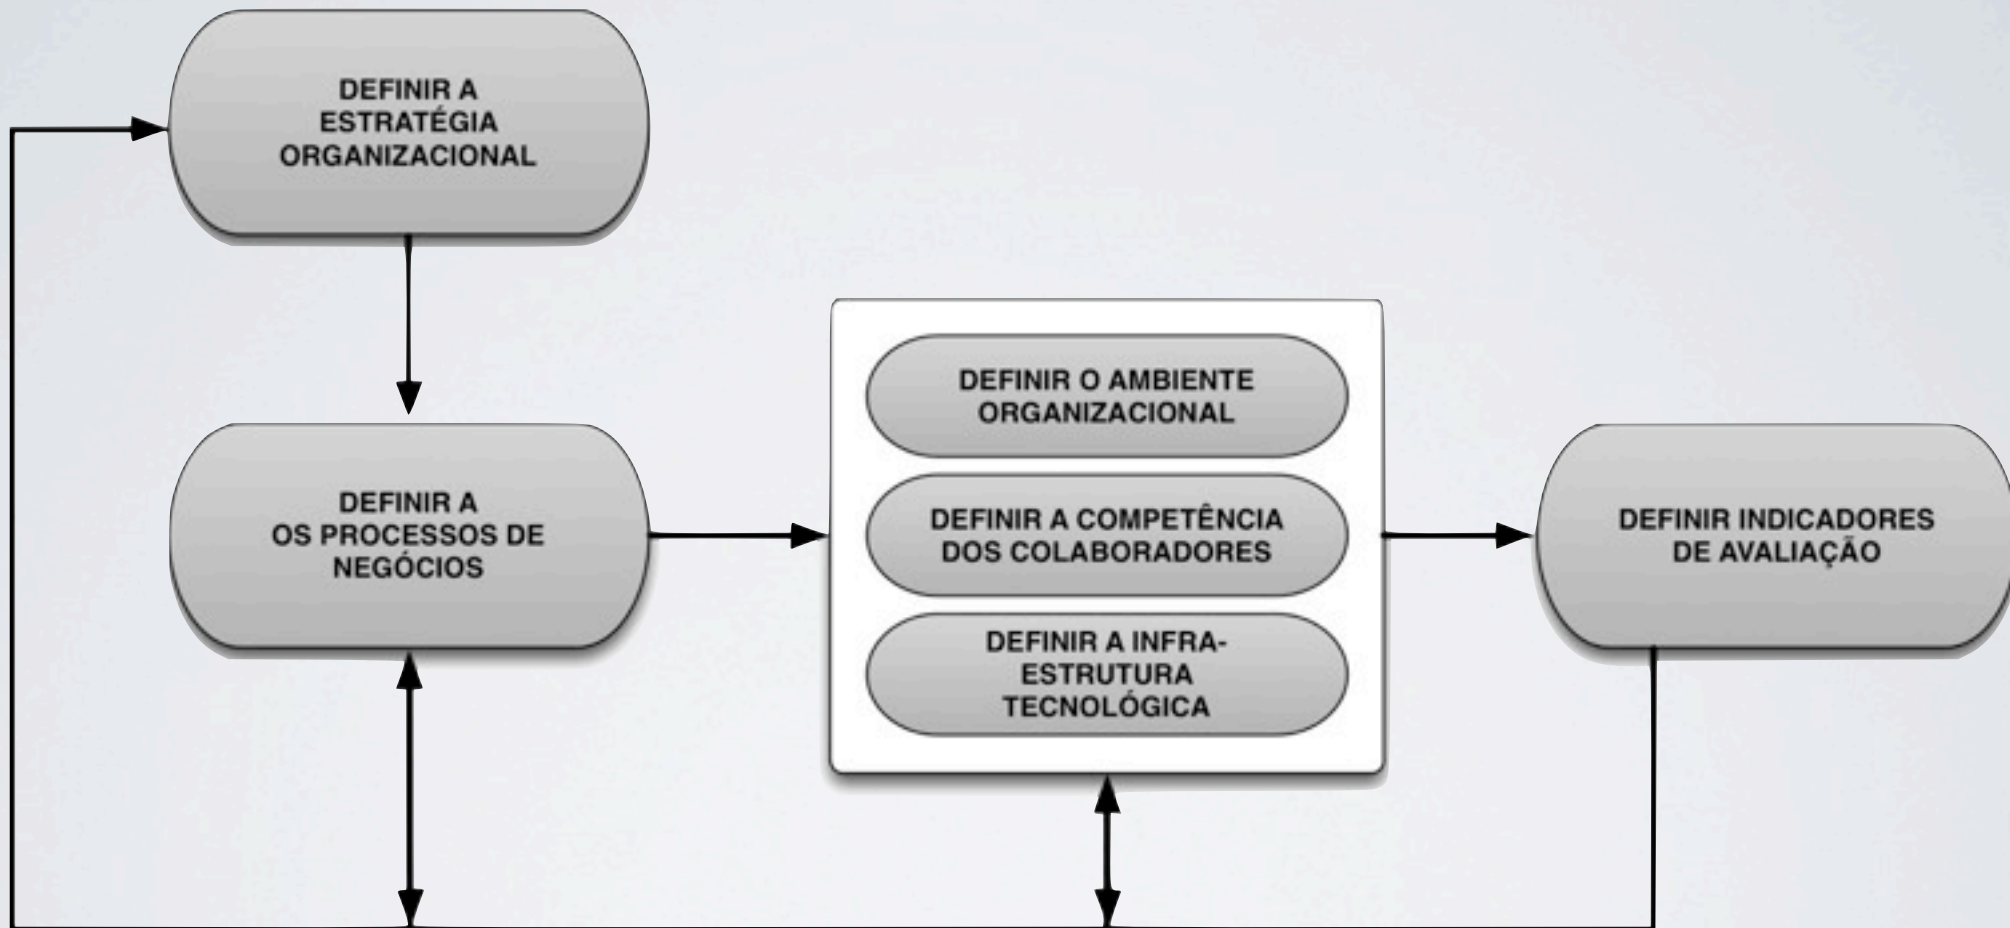 DEFINIR A
ESTRATÉGIA
ORGANIZACIONAL
DEFINIR A
OS PROCESSOS DE
NEGÓCIOS
DEFINIR O AMBIENTE
ORGANIZACIONAL
DEFINIR A COMPETÊNCIA
DOS COLABORADORES
DEFINIR A INFRA-
ESTRUTURA
TECNOLÓGICA
DEFINIR INDICADORES
DE AVALIAÇÃO